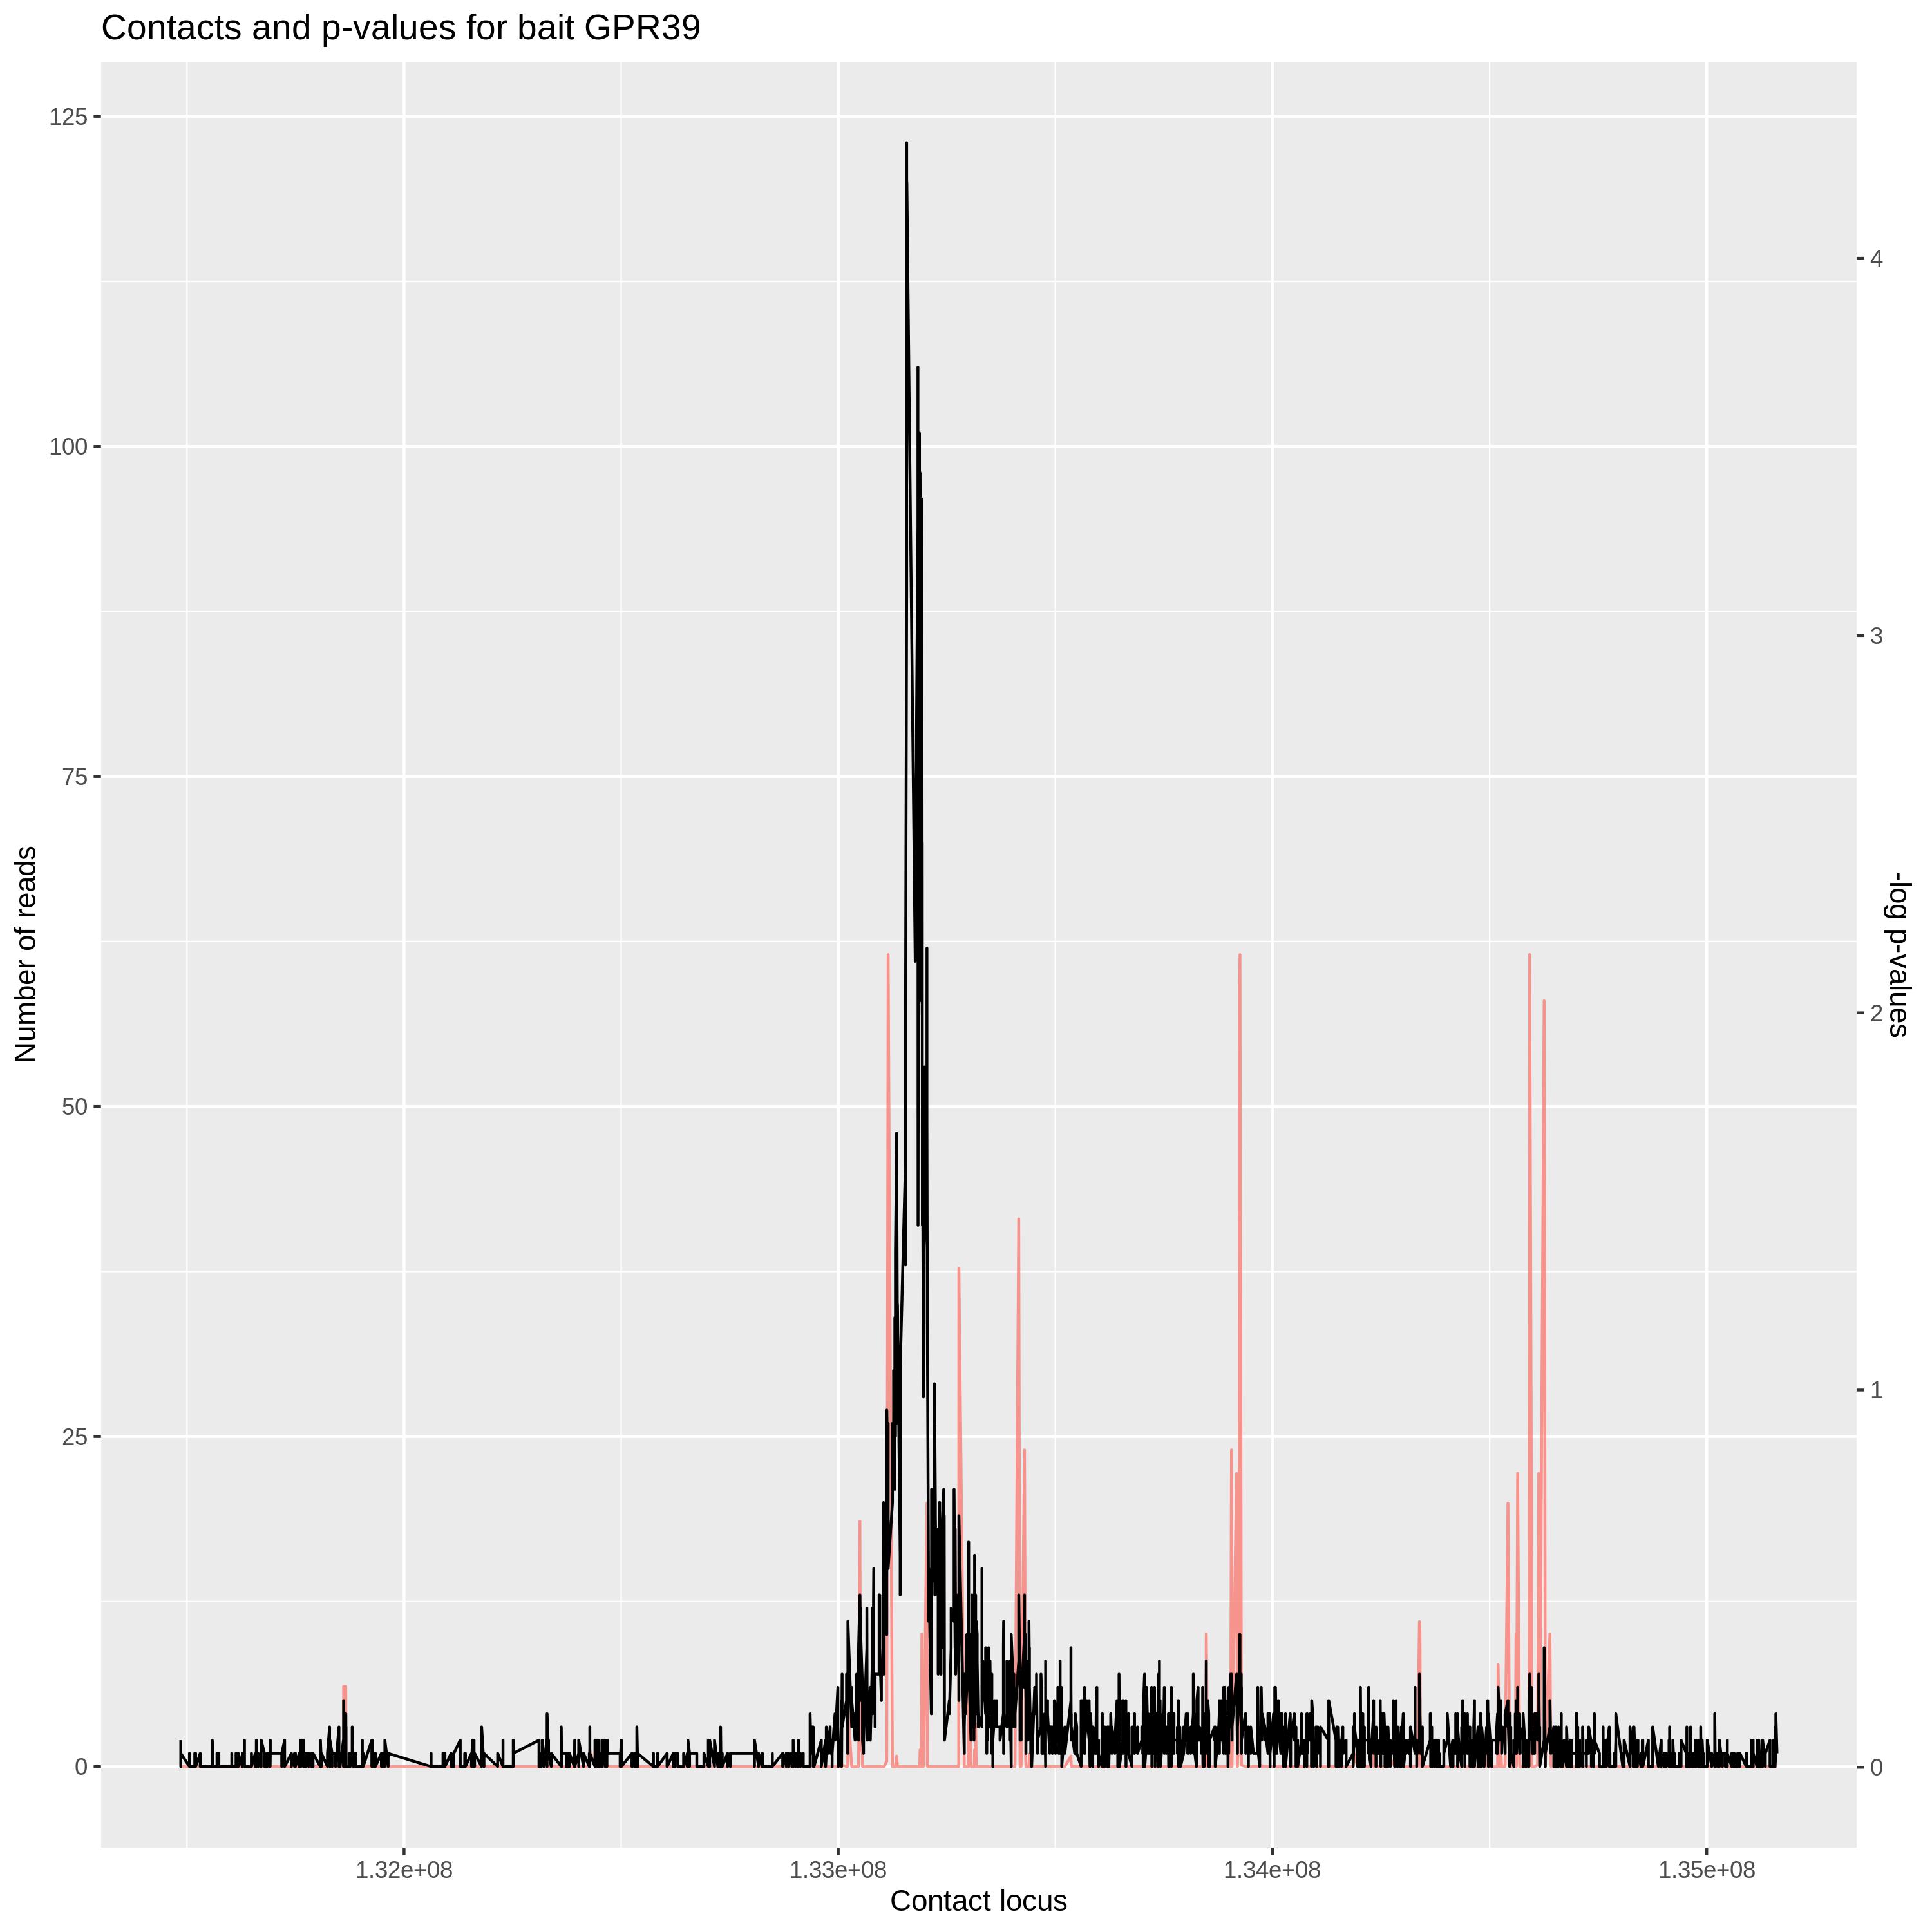 Contacts and p-values for bait GPR39
125
100
75
50
25
0
Number of reads
4
3
2
1
0
-log p-values
1.32e+08
1.33e+08
1.34e+08
1.35e+08
Contact locus